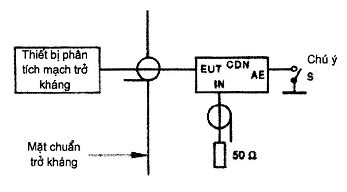 Thiết bị phân
tích mạch trở
kháng
EUT CDN
AE
IN
Chú ý
S
50 Ω
Mặt chuẩn
trở kháng